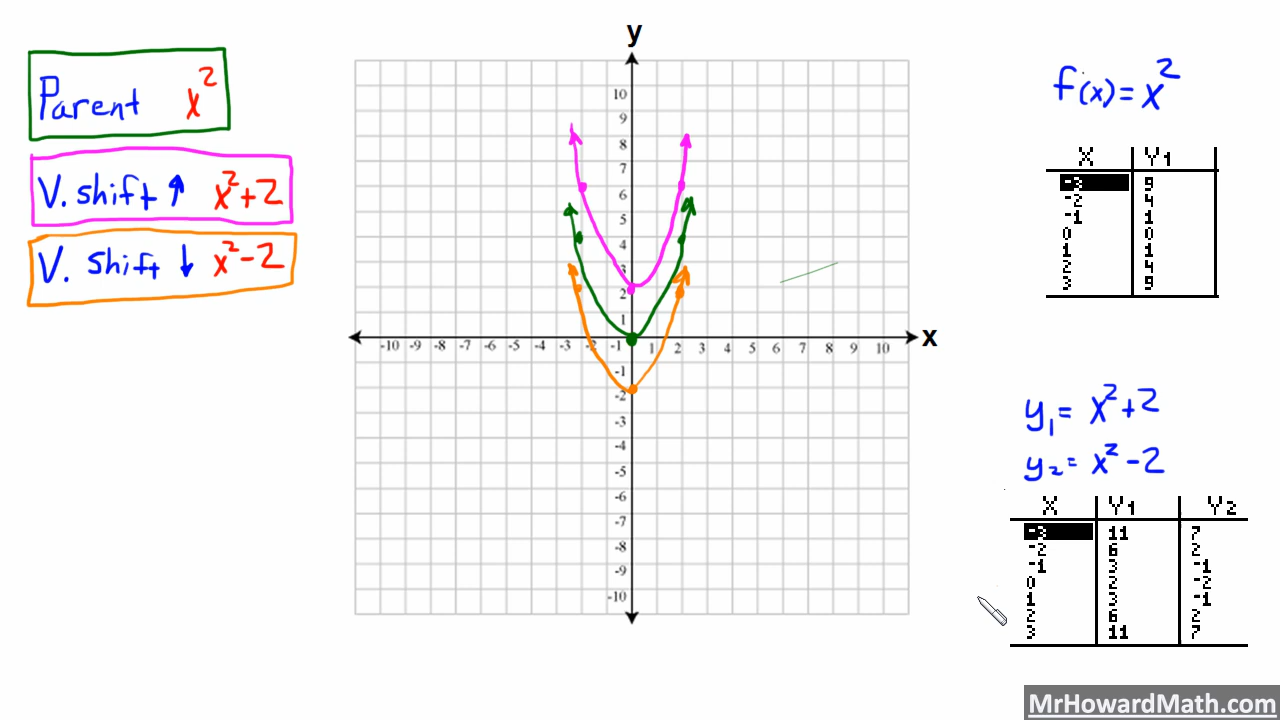 Parent x²
V. shift ↑ x²+2
V. shift ↓ x²-2
y
10
9
8
7
6
5
4
3
2
1
-10 -9 -8 -7 -6 -5 -4 -3 -2 -1 1 2 3 4 5 6 7 8 9 10
x
-1
-2
-3
-4
-5
-6
-7
-8
-9
-10
f(x)=x²
X Y1
-3 9
-2 4
-1 1
0 0
1 1
2 4
3 9
y₁= x²+2
y₂= x²-2
X Y1 Y2
-3 11 7
-2 6 2
-1 3 -1
0 2 -2
1 3 -1
2 6 2
3 11 7
MrHowardMath.com